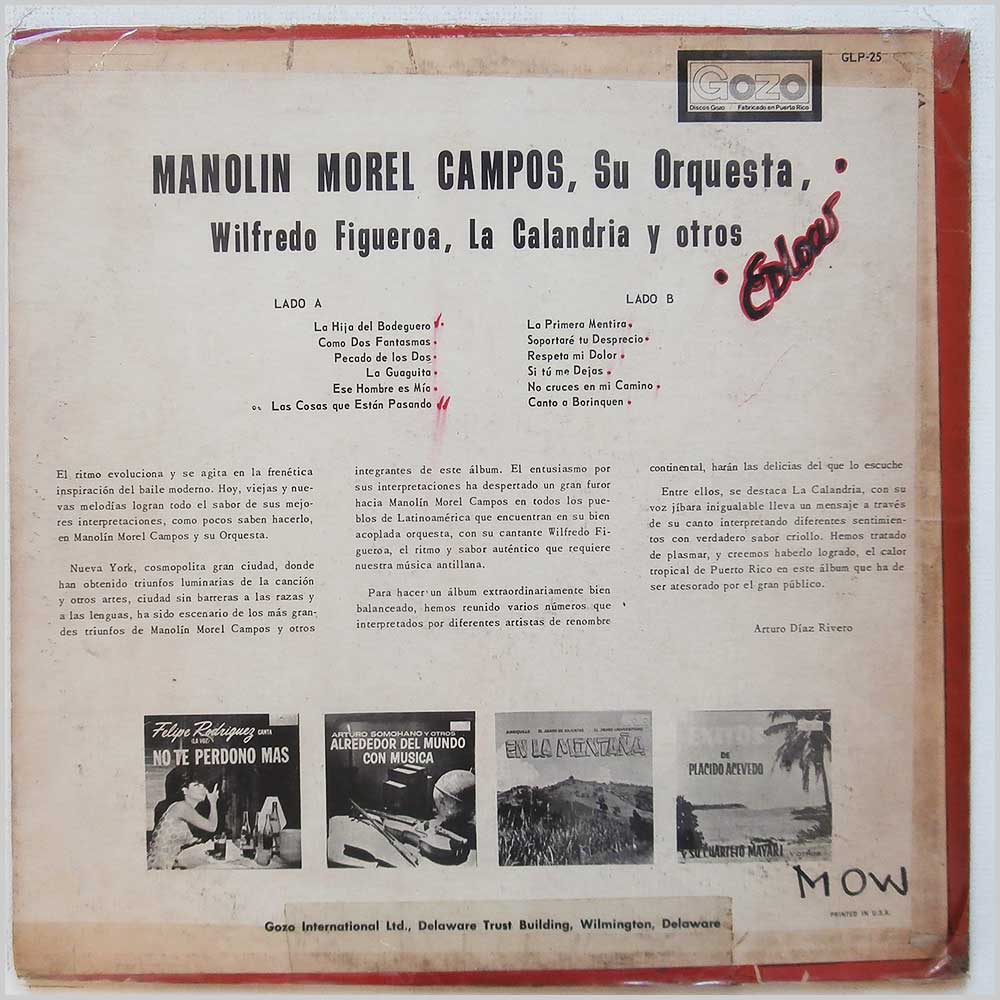 GLP-25
Gozo
Discos Gozo / Fabricado en Puerto Rico
MANOLIN MOREL CAMPOS, Su Orquesta,
Wilfredo Figueroa, La Calandria y otros
LADO A
La Hija del Bodeguero
Como Dos Fantasmas
Pecado de los Dos
La Guaguita
Ese Hombre es Mío
Las Cosas que Están Pasando
LADO B
La Primera Mentira
Soportaré tu Desprecio
Respeta mi Dolor
Si tú me Dejas
No cruces en mi Camino
Canto a Borinquen
El ritmo evoluciona y se agita en la frenética
inspiración del baile moderno. Hoy, viejas y nue-
vas melodías logran todo el sabor de sus mejo-
res interpretaciones, como pocos saben hacerlo,
en Manolín Morel Campos y su Orquesta.
Nueva York, cosmopolita gran ciudad, donde
han obtenido triunfos luminarias de la canción
y otros artes, ciudad sin barreras a las razas y
a las lenguas, ha sido escenario de los más gran-
des triunfos de Manolín Morel Campos y otros
integrantes de este álbum. El entusiasmo por
sus interpretaciones ha despertado un gran furor
hacia Manolín Morel Campos en todos los pue-
blos de Latinoamérica que encuentran en su bien
acoplada orquesta, con su cantante Wilfredo Fi-
gueroa, el ritmo y sabor auténtico que requiere
nuestra música antillana.
Para hacer un álbum extraordinariamente bien
balanceado, hemos reunido varios números que
interpretados por diferentes artistas de renombre
continental, harán las delicias del que lo escuche
Entre ellos, se destaca La Calandria, con su
voz jíbara inigualable lleva un mensaje a través
de su canto interpretando diferentes sentimien-
tos con verdadero sabor criollo. Hemos tratado
de plasmar, y creemos haberlo logrado, el calor
tropical de Puerto Rico en este álbum que ha de
ser atesorado por el gran público.
Arturo Díaz Rivero
Felipe Rodriguez CANTA
(LA VOZ)
NO TE PERDONO MAS
ARTURO SOMOHANO Y OTROS
ALREDEDOR DEL MUNDO
CON MUSICA
EN LA MONTAÑA
EXITOS
DE
PLACIDO ACEVEDO
Y SU CUARTETO MAYARI
MOW
PRINTED IN U.S.A.
Gozo International Ltd., Delaware Trust Building, Wilmington, Delaware